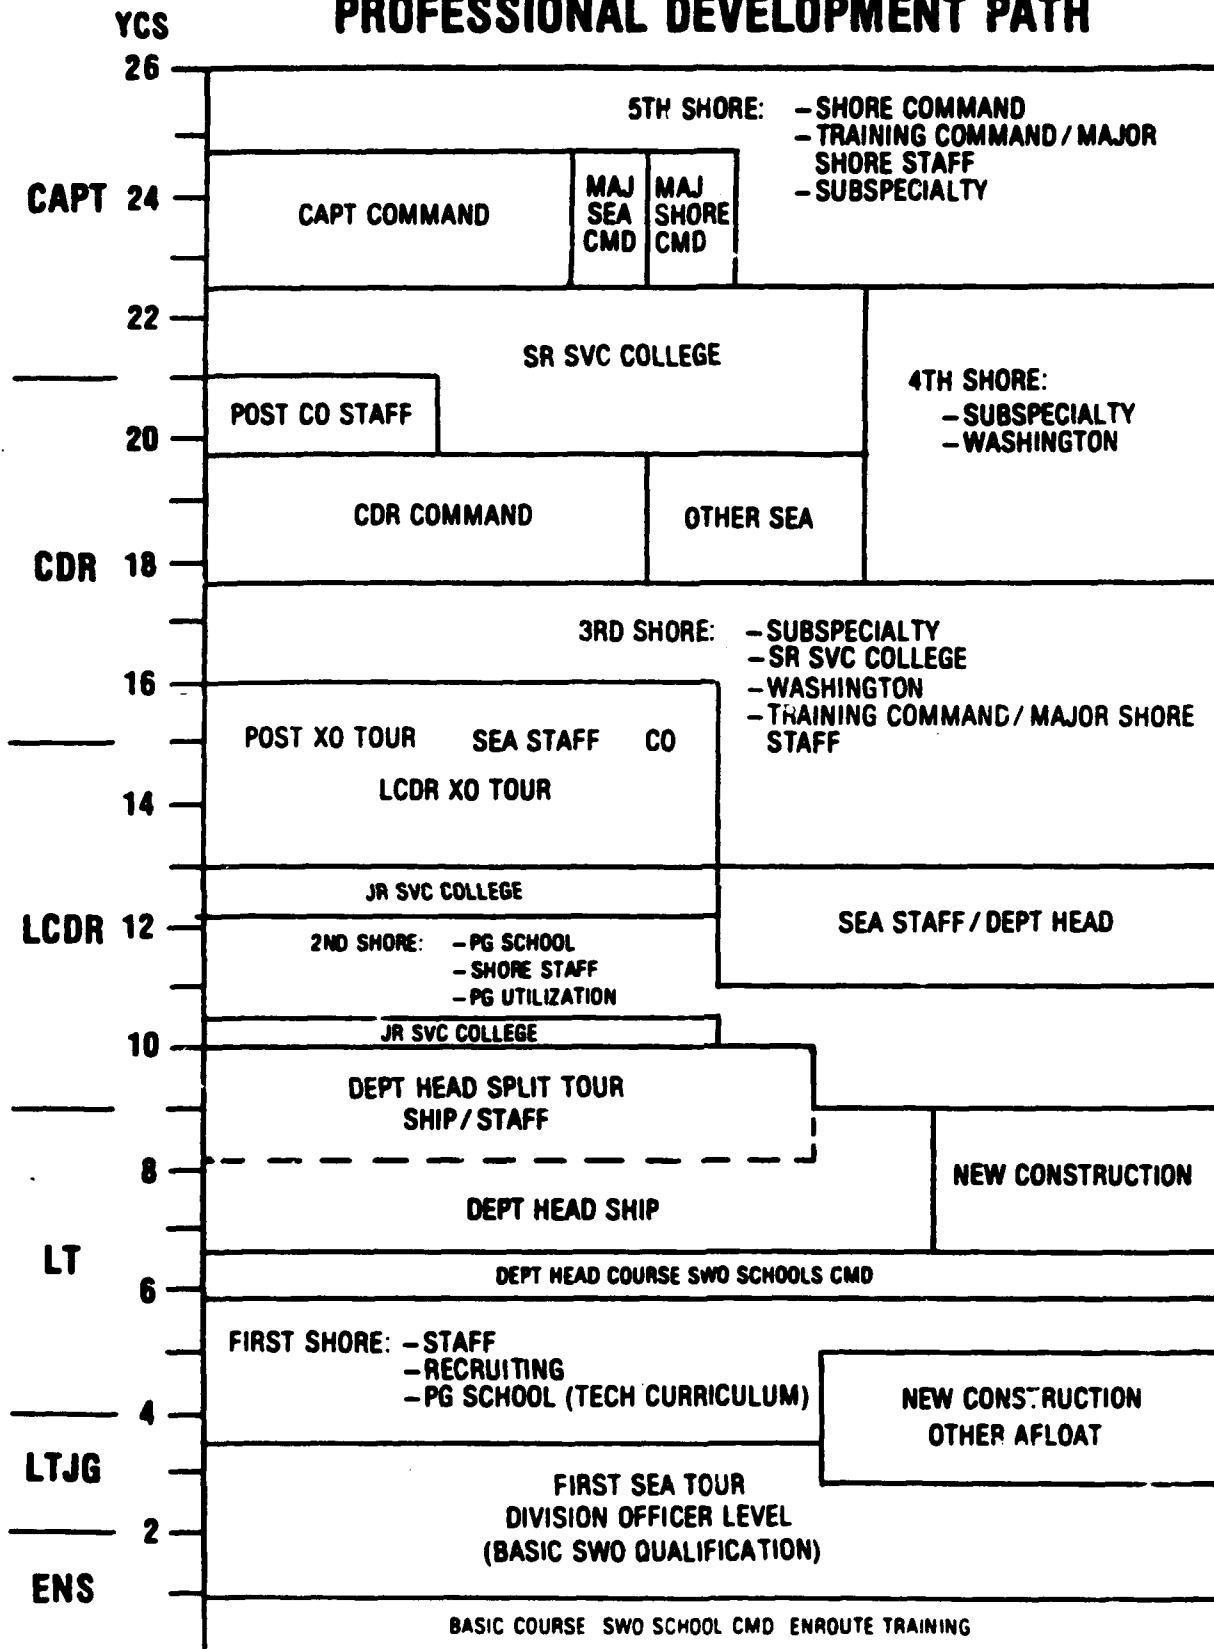 PROFESSIONAL DEVELOPMENT PATH
YCS
26
5TH SHORE: – SHORE COMMAND
– TRAINING COMMAND / MAJOR
SHORE STAFF
– SUBSPECIALTY
CAPT 24
CAPT COMMAND
MAJ
SEA
CMD
MAJ
SHORE
CMD
22
SR SVC COLLEGE
4TH SHORE:
– SUBSPECIALTY
– WASHINGTON
POST CO STAFF
20
CDR COMMAND
OTHER SEA
CDR 18
3RD SHORE: – SUBSPECIALTY
– SR SVC COLLEGE
– WASHINGTON
– TRAINING COMMAND / MAJOR SHORE
STAFF
16
POST XO TOUR SEA STAFF CO
LCDR XO TOUR
14
JR SVC COLLEGE
LCDR 12
SEA STAFF / DEPT HEAD
2ND SHORE: – PG SCHOOL
– SHORE STAFF
– PG UTILIZATION
JR SVC COLLEGE
10
DEPT HEAD SPLIT TOUR
SHIP / STAFF
8
NEW CONSTRUCTION
DEPT HEAD SHIP
LT
DEPT HEAD COURSE SWO SCHOOLS CMD
6
FIRST SHORE: – STAFF
– RECRUITING
– PG SCHOOL (TECH CURRICULUM)
NEW CONSTRUCTION
OTHER AFLOAT
4
LTJG
FIRST SEA TOUR
DIVISION OFFICER LEVEL
(BASIC SWO QUALIFICATION)
2
ENS
BASIC COURSE SWO SCHOOL CMD ENROUTE TRAINING